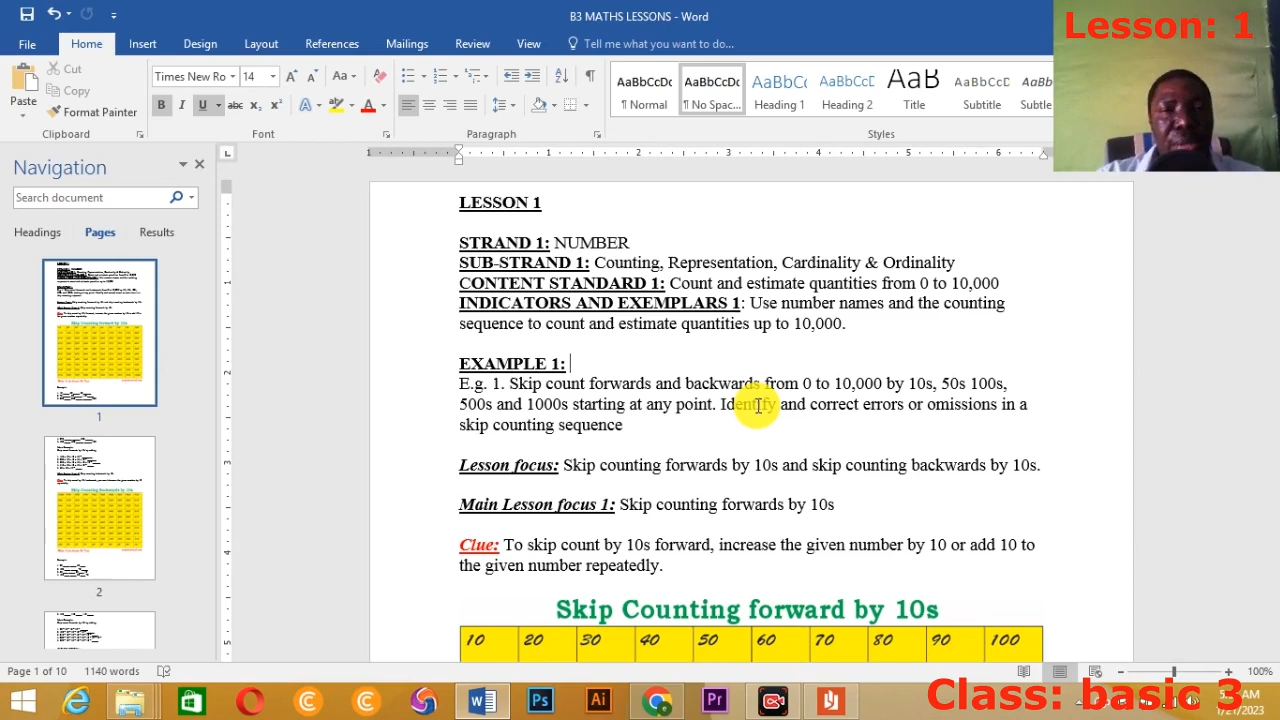 B3 MATHS LESSONS - Word
Lesson: 1
File Home Insert Design Layout References Mailings Review View Tell me what you want to do...
Paste
Cut
Copy
Format Painter
Times New Ro 14
AaBbCcDc AaBbCcDc AaBbCc AaBbCcD AaB AaBbCcD AaBbCcD
¶ Normal ¶ No Spac... Heading 1 Heading 2 Title Subtitle Subtle
Clipboard Font Paragraph Styles
Navigation
Search document
Headings Pages Results
1
2
LESSON 1
STRAND 1: NUMBER
SUB-STRAND 1: Counting, Representation, Cardinality & Ordinality
CONTENT STANDARD 1: Count and estimate quantities from 0 to 10,000
INDICATORS AND EXEMPLARS 1: Use number names and the counting
sequence to count and estimate quantities up to 10,000.
EXAMPLE 1:
E.g. 1. Skip count forwards and backwards from 0 to 10,000 by 10s, 50s 100s,
500s and 1000s starting at any point. Identify and correct errors or omissions in a
skip counting sequence
Lesson focus: Skip counting forwards by 10s and skip counting backwards by 10s.
Main Lesson focus 1: Skip counting forwards by 10s
Clue: To skip count by 10s forward, increase the given number by 10 or add 10 to
the given number repeatedly.
Skip Counting forward by 10s
10 20 30 40 50 60 70 80 90 100
Page 1 of 10 1140 words
100%
Class: basic 3
1/21/2023